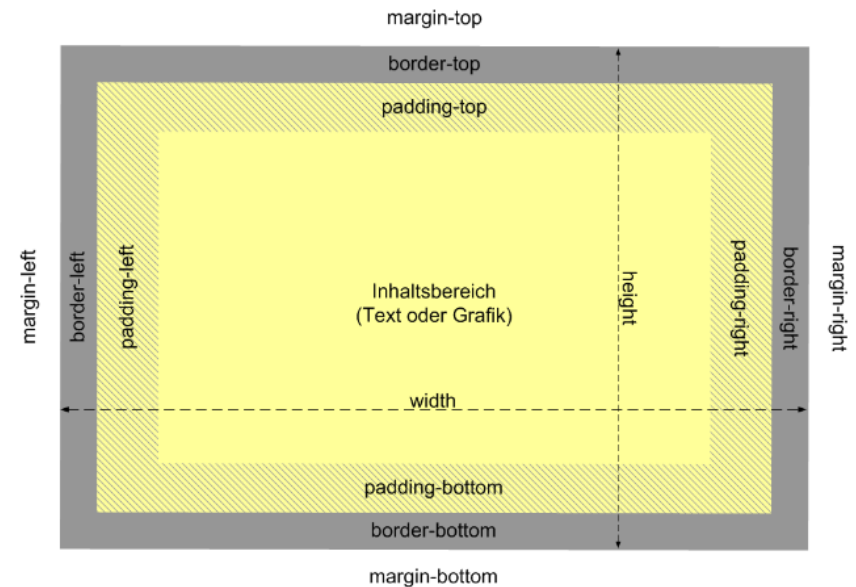 margin-top
border-top
padding-top
margin-left
border-left
padding-left
Inhaltsbereich
(Text oder Grafik)
height
padding-right
border-right
margin-right
width
padding-bottom
border-bottom
margin-bottom